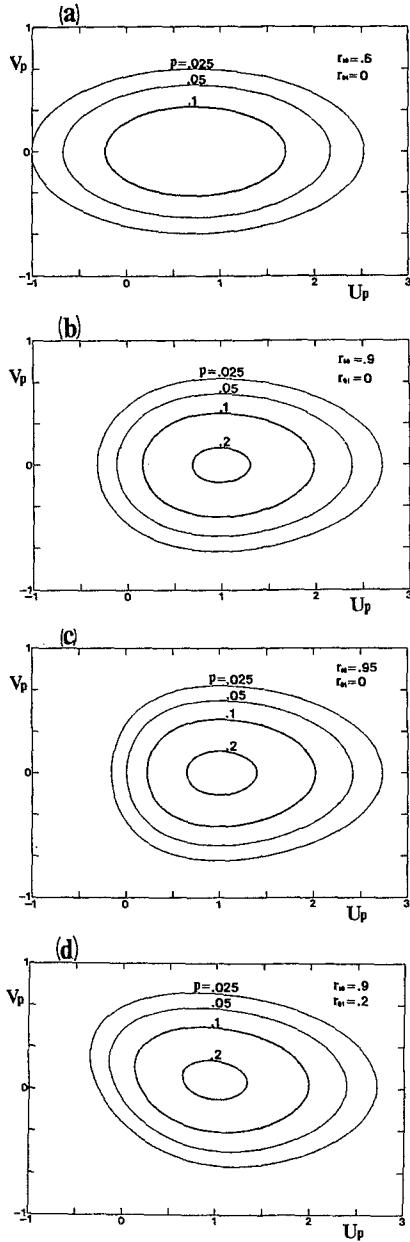 (a)
1
Vp
p=.025
r₁₀=.6
.05
r₀₁=0
.1
0
-1
-1 0 1 2 3
Up
(b)
1
Vp
p=.025
r₁₀=.9
.05
r₀₁=0
.1
.2
0
-1
-1 0 1 2 3
Up
(c)
1
Vp
p=.025
r₁₀=.95
.05
r₀₁=0
.1
.2
0
-1
-1 0 1 2 3
Up
(d)
1
Vp
p=.025
r₁₀=.9
.05
r₀₁=.2
.1
.2
0
-1
-1 0 1 2 3
Up